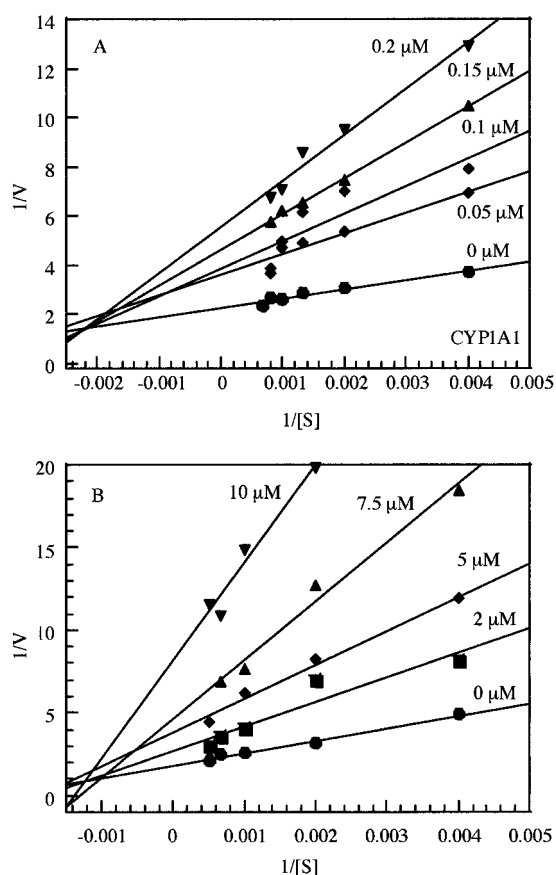 14
A
0.2 µM
12
0.15 µM
10
0.1 µM
8
1/V
6
0.05 µM
4
0 µM
2
CYP1A1
0
-0.002 -0.001 0 0.001 0.002 0.003 0.004 0.005
1/[S]
20
B
10 µM
7.5 µM
15
5 µM
1/V
10
2 µM
5
0 µM
0
-0.001 0 0.001 0.002 0.003 0.004 0.005
1/[S]